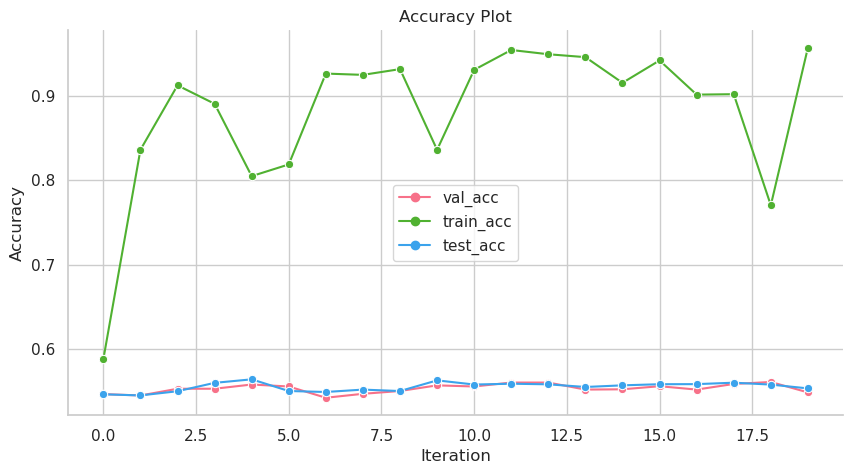 Accuracy Plot
Accuracy
0.9
0.8
0.7
0.6
val_acc
train_acc
test_acc
0.0 2.5 5.0 7.5 10.0 12.5 15.0 17.5
Iteration